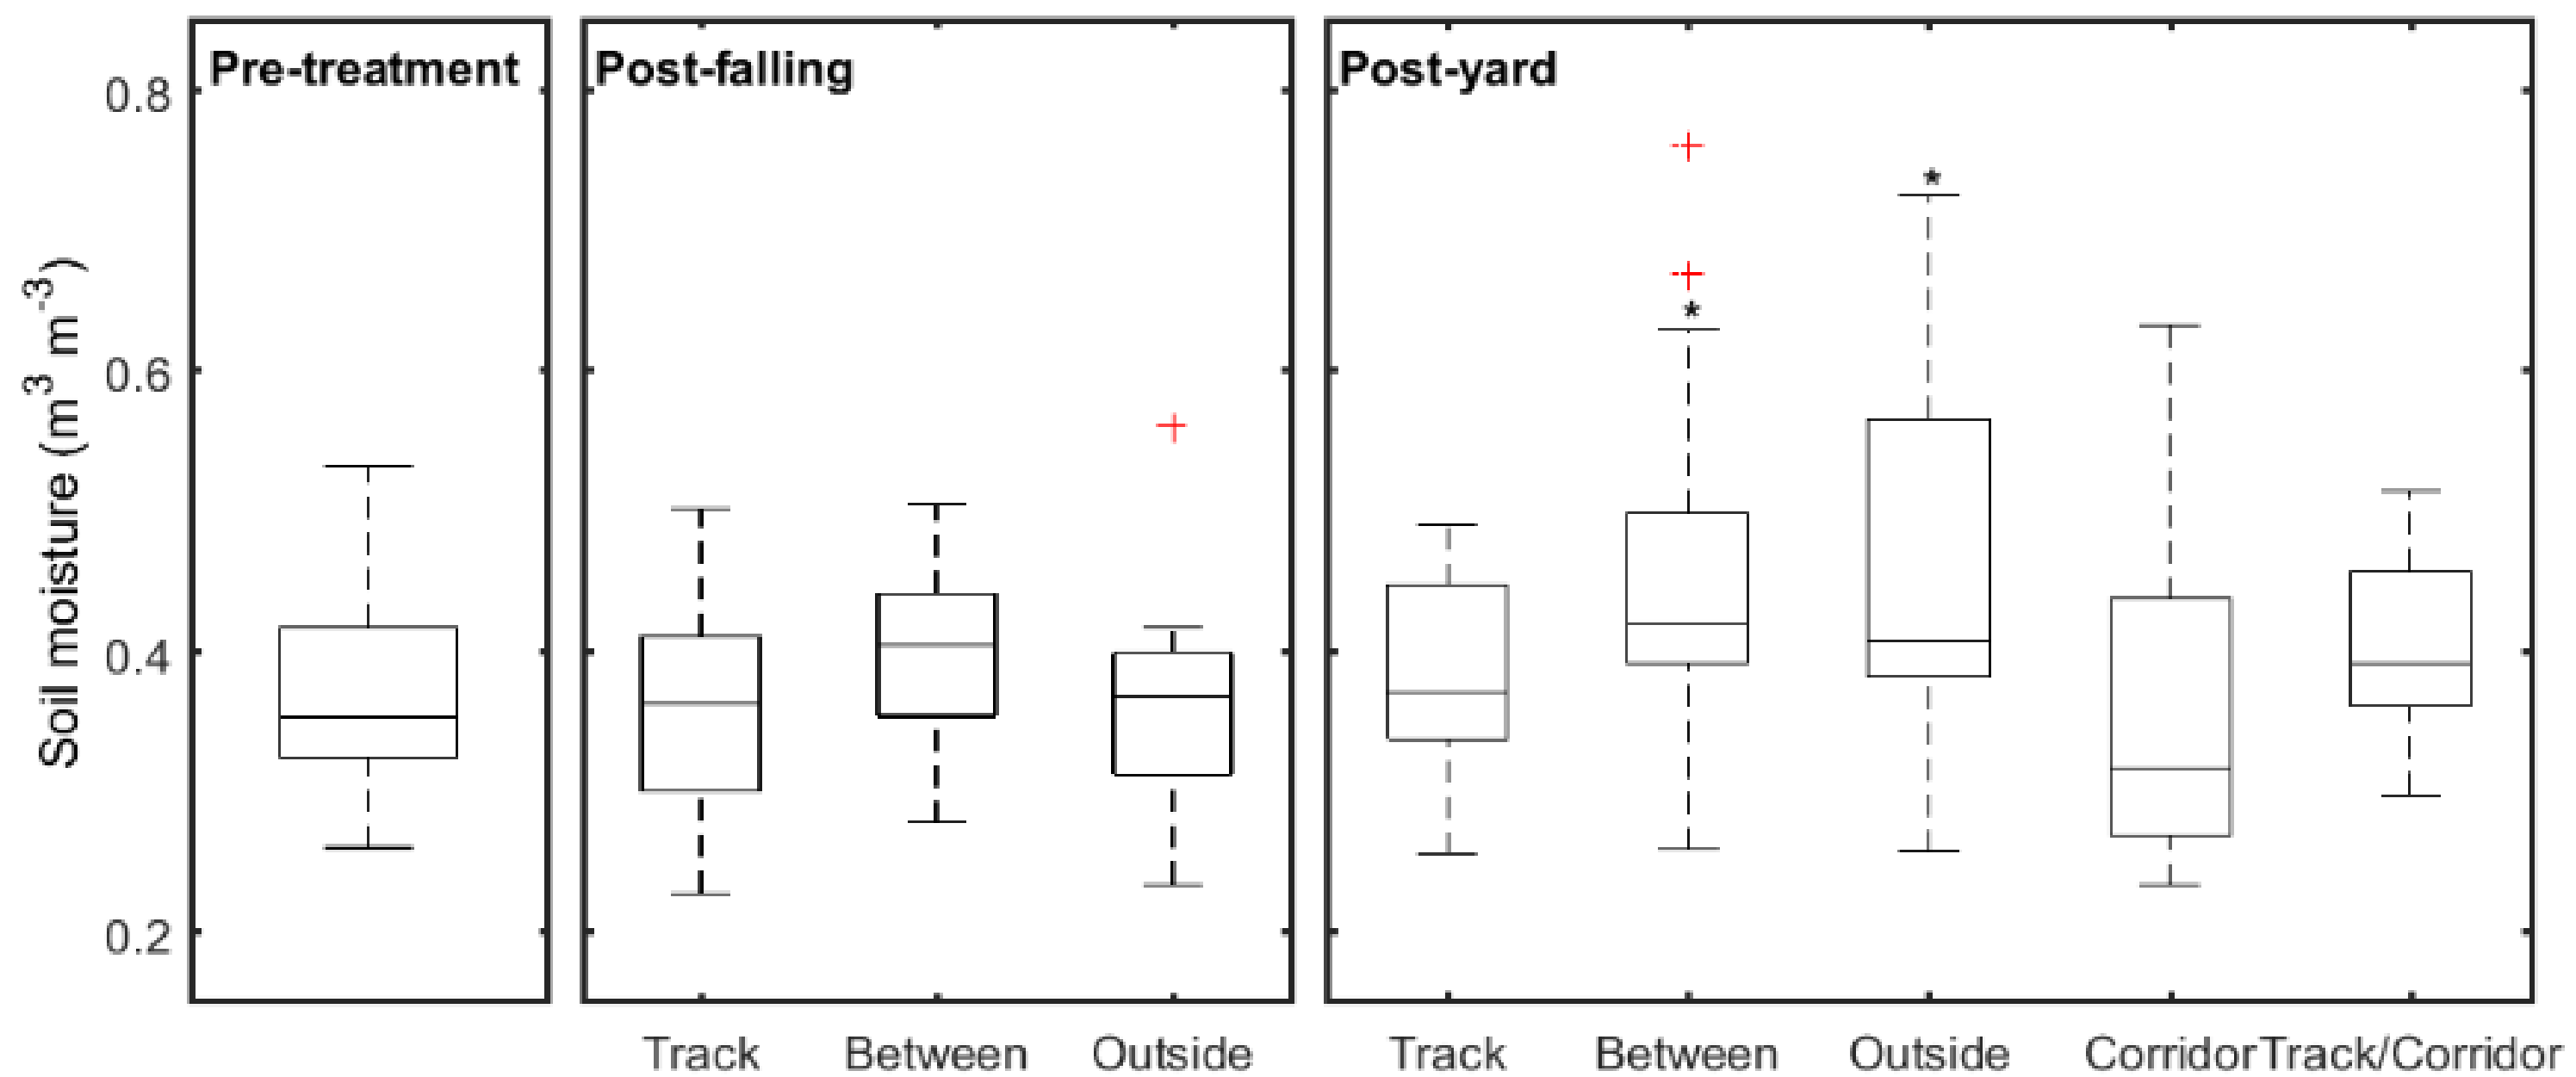 Pre-treatment
Post-falling
Post-yard
0.8
0.6
0.4
0.2
Soil moisture (m³ m⁻³)
*
*
Track Between Outside
Track Between Outside Corridor Track/Corridor